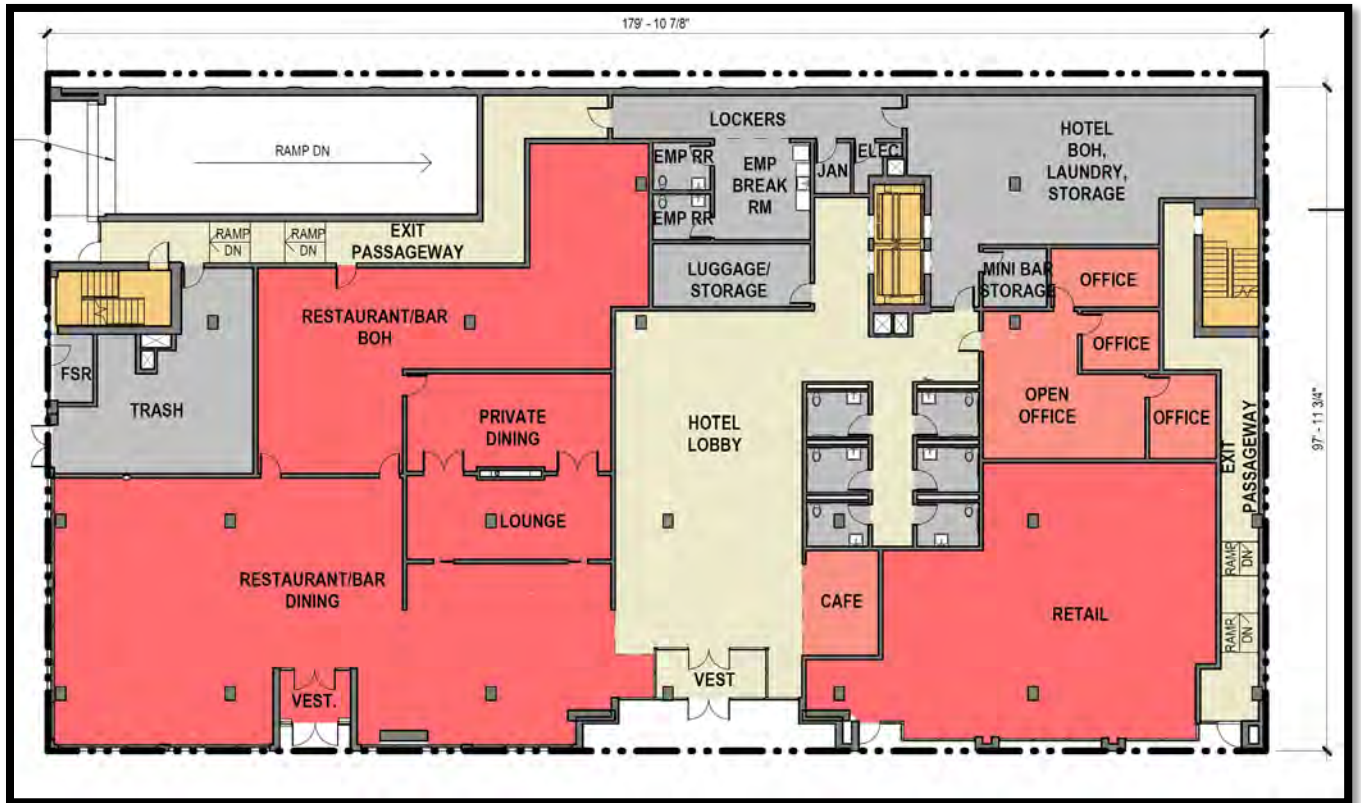 179' - 10 7/8"
LOCKERS
HOTEL
BOH,
LAUNDRY,
STORAGE
RAMP DN
EMP RR
EMP
BREAK
RM
JAN
ELEC
EMP RR
RAMP
DN
RAMP
DN
EXIT
PASSAGEWAY
LUGGAGE/
STORAGE
MINI BAR
STORAGE
OFFICE
RESTAURANT/BAR
BOH
OFFICE
FSR
TRASH
PRIVATE
DINING
HOTEL
LOBBY
OPEN
OFFICE
OFFICE
97' - 11 3/4"
EXIT
PASSAGEWAY
LOUNGE
RESTAURANT/BAR
DINING
CAFE
RETAIL
RAMP
DN
RAMP
DN
VEST.
VEST